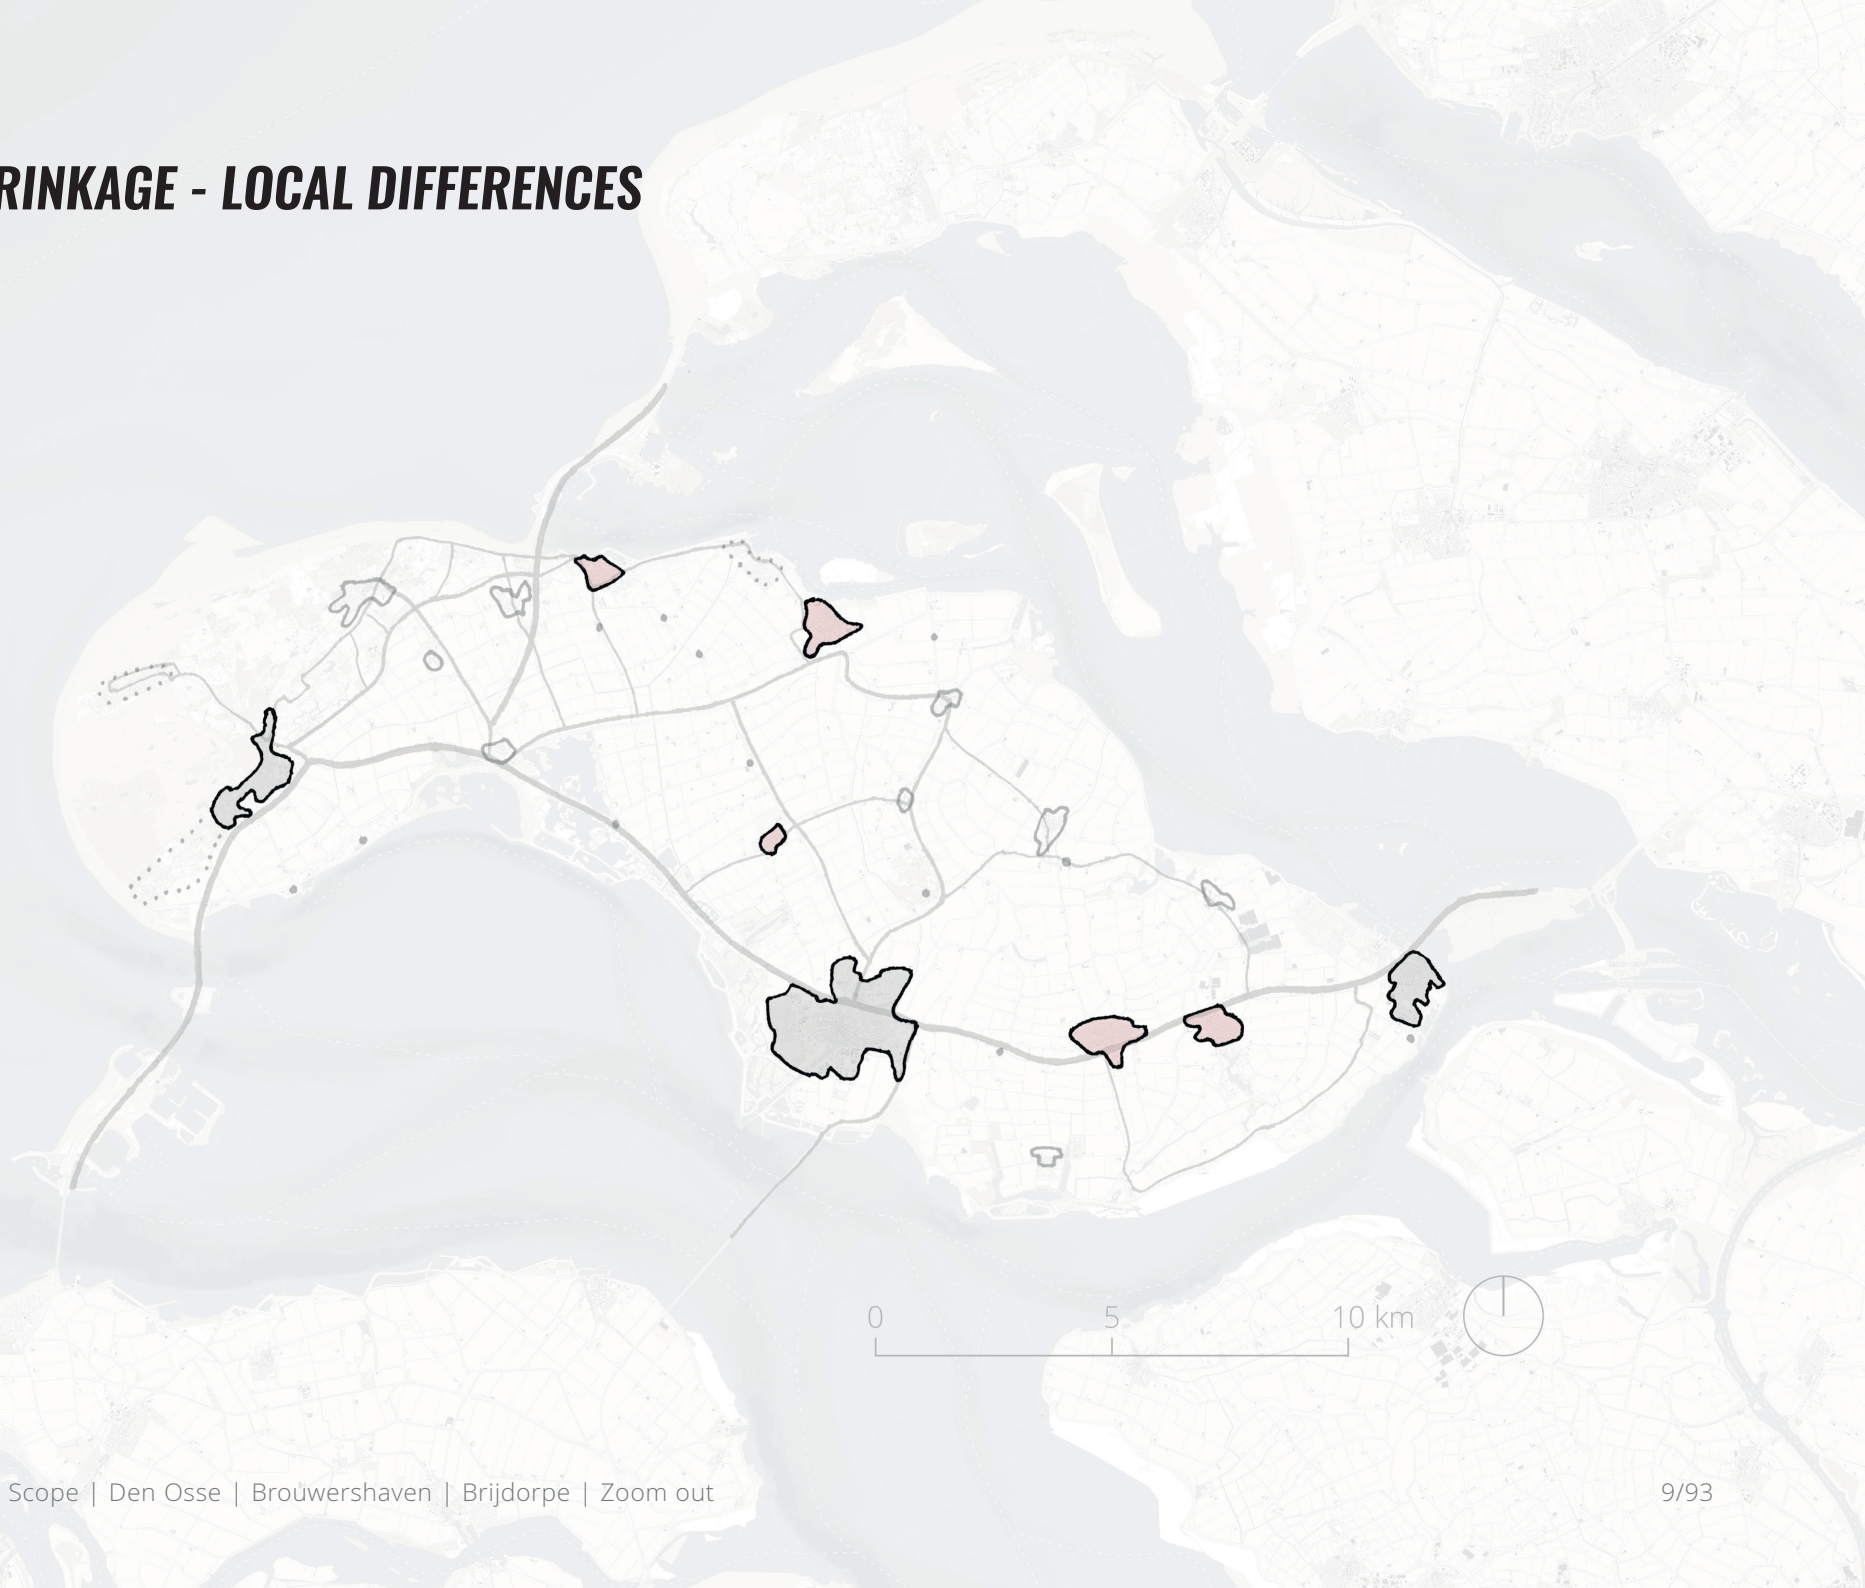 RINKAGE - LOCAL DIFFERENCES
0 5 10 km
Scope | Den Osse | Brouwershaven | Brijdorpe | Zoom out
9/93